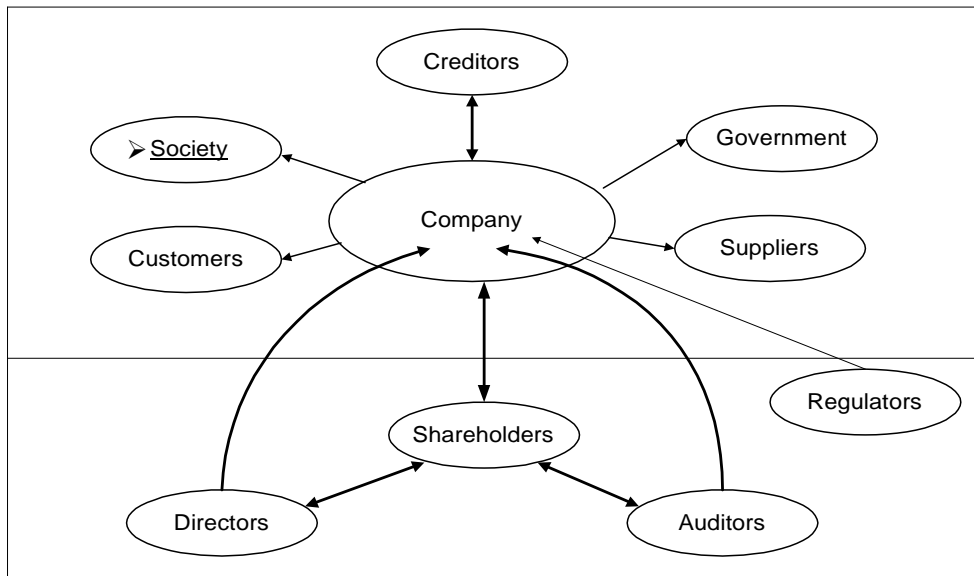 Creditors
Government
➢ Society
Company
Suppliers
Customers
Regulators
Shareholders
Directors
Auditors